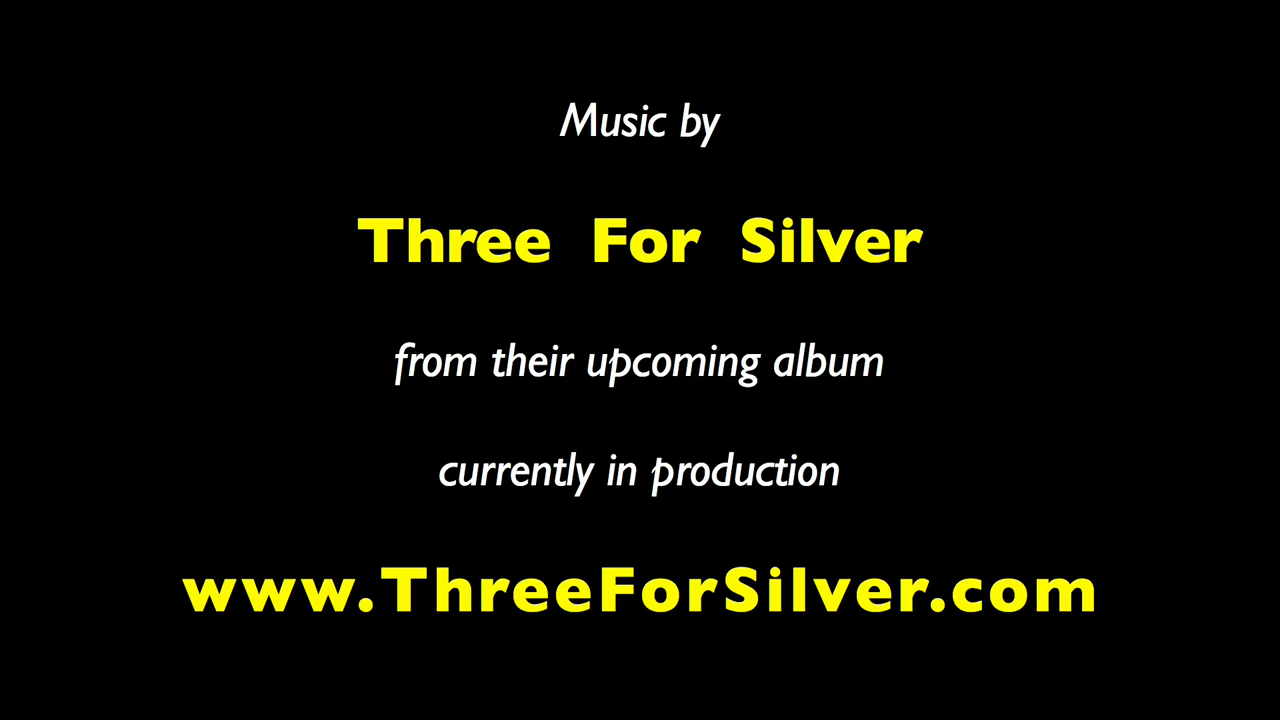 Music by
Three For Silver
from their upcoming album
currently in production
www.ThreeForSilver.com